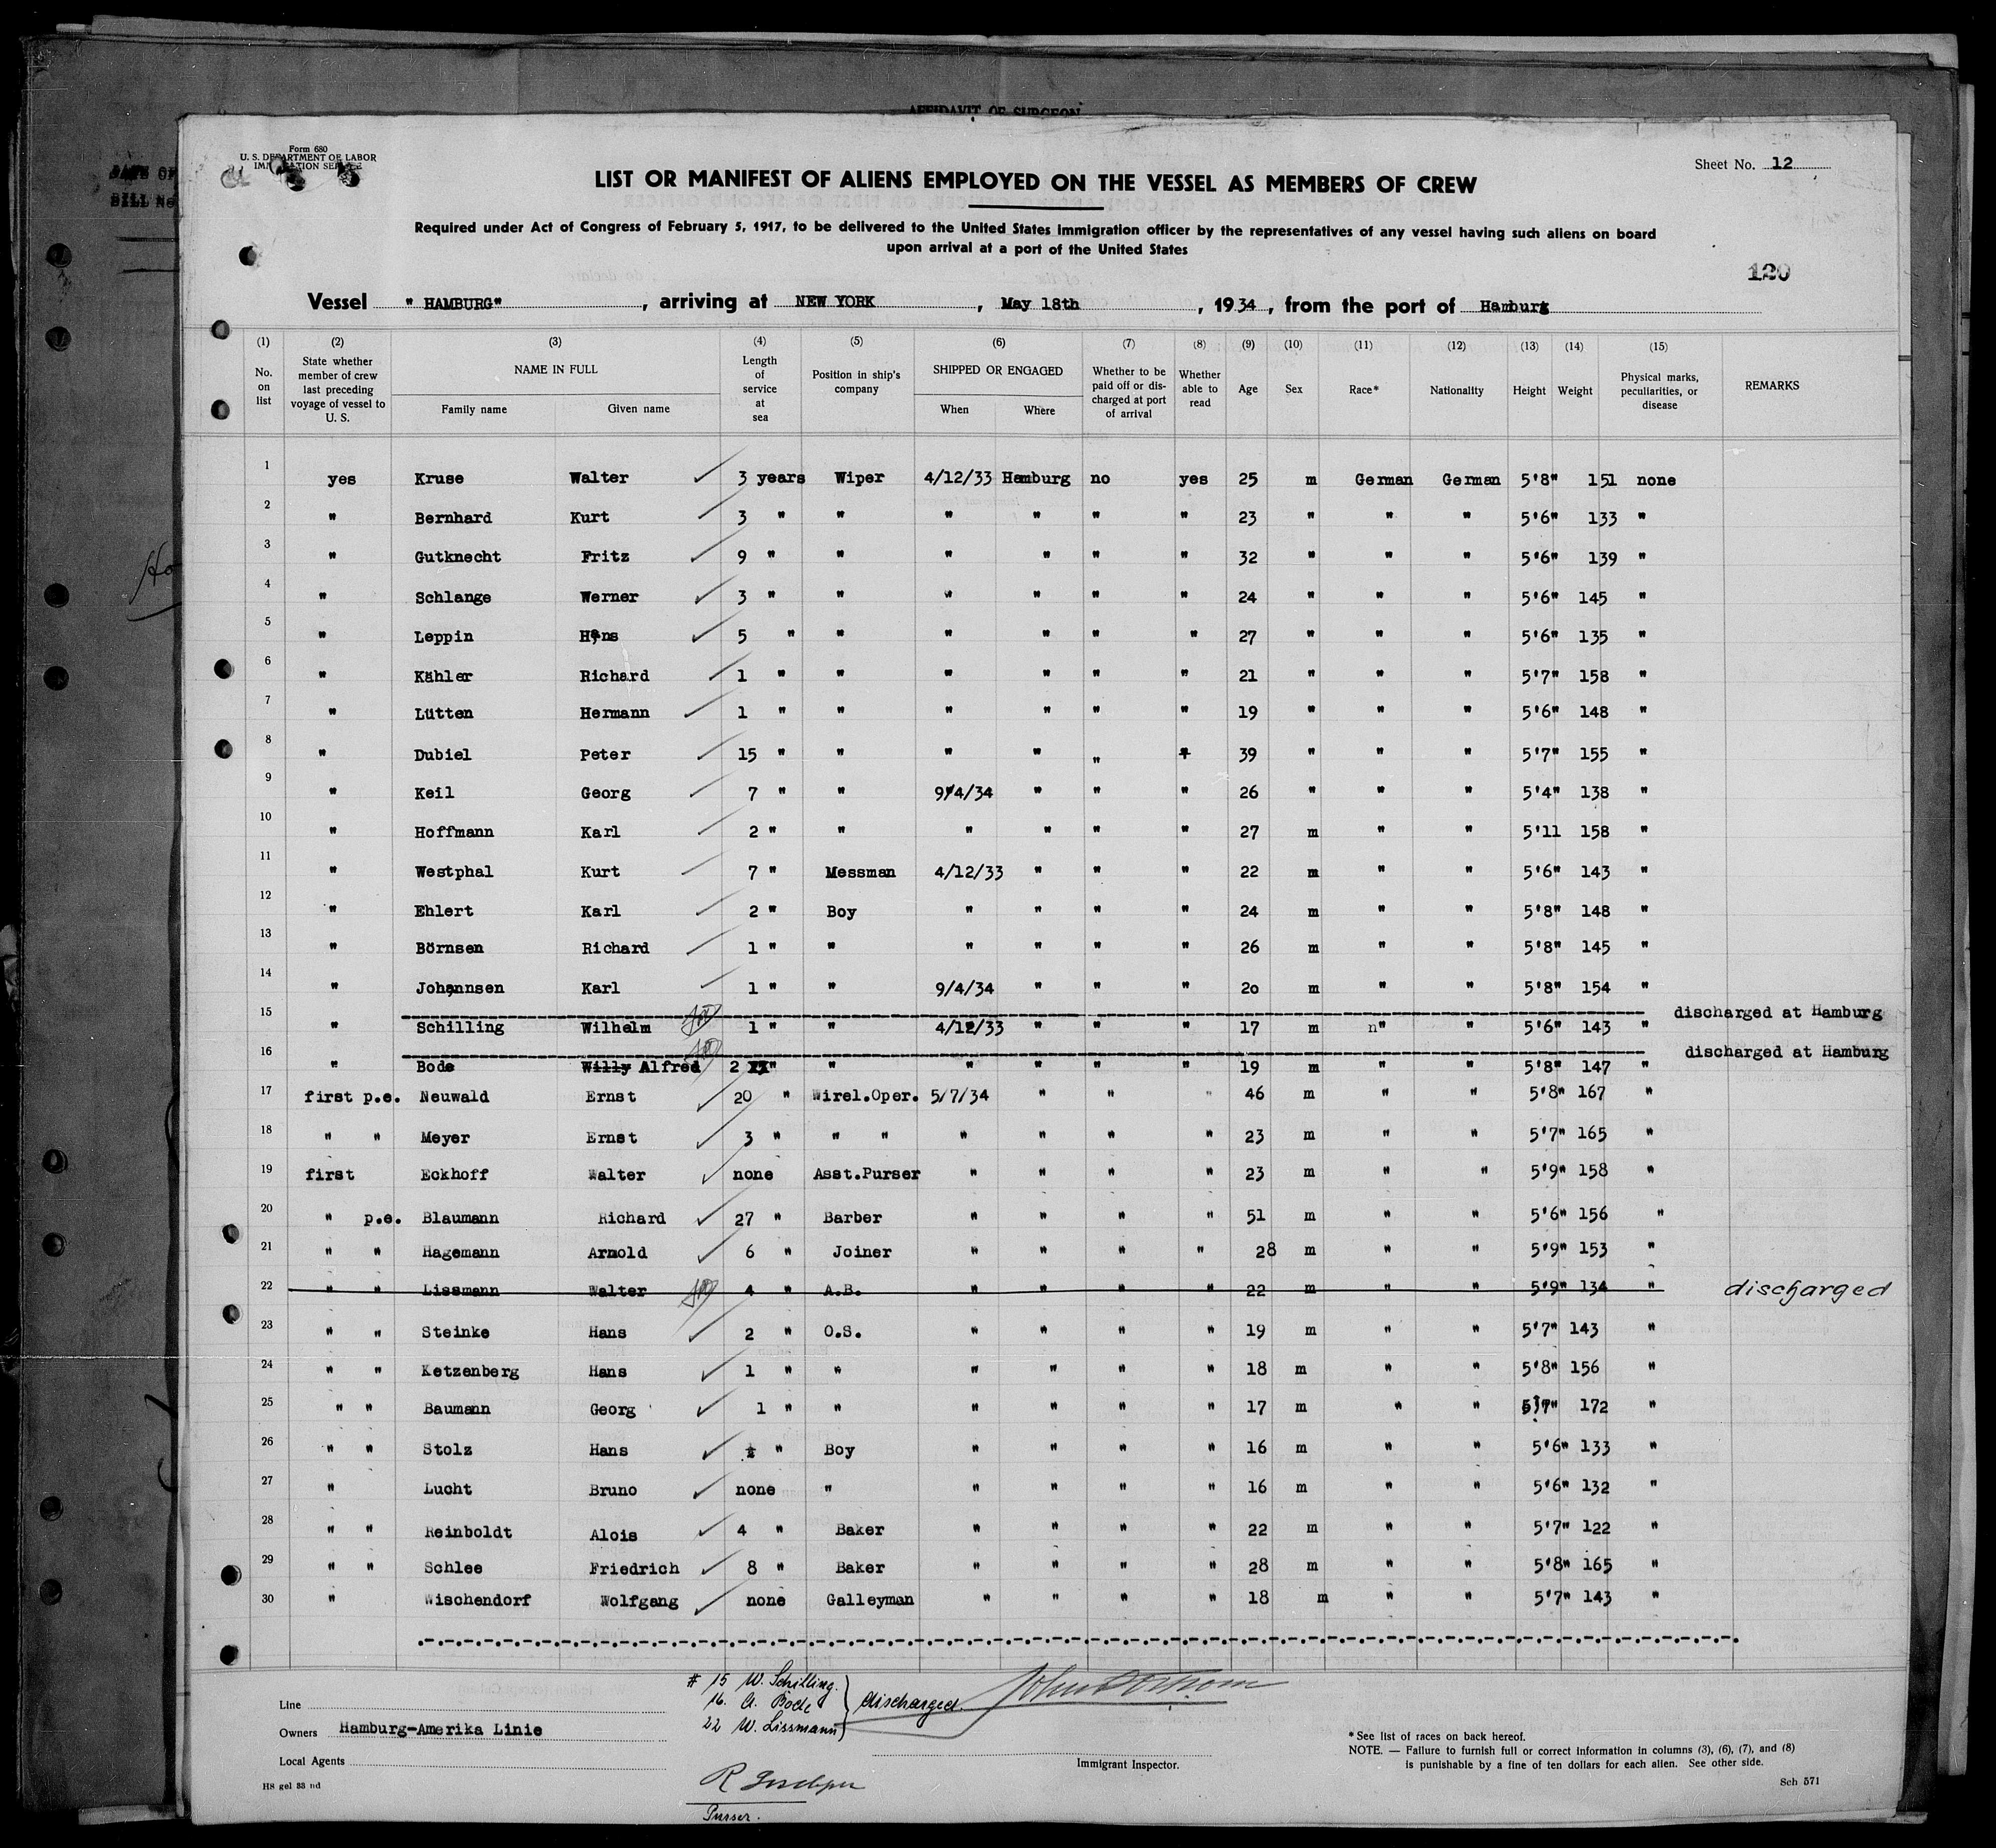 AFFIDAVIT OF SURGEON
Form 680
U. S. DEPARTMENT OF LABOR
IMMIGRATION SERVICE
Sheet No. 12
LIST OR MANIFEST OF ALIENS EMPLOYED ON THE VESSEL AS MEMBERS OF CREW
Required under Act of Congress of February 5, 1917, to be delivered to the United States immigration officer by the representatives of any vessel having such aliens on board
upon arrival at a port of the United States
120
Vessel "HAMBURG", arriving at NEW YORK, May 18th, 1934, from the port of Hamburg
(1) (2) (3) (4) (5) (6) (7) (8) (9) (10) (11) (12) (13) (14) (15)
No. on list State whether member of crew last preceding voyage of vessel to U. S. NAME IN FULL Family name Given name Length of service at sea Position in ship's company SHIPPED OR ENGAGED When Where Whether to be paid off or discharged at port of arrival Whether able to read Age Sex Race* Nationality Height Weight Physical marks, peculiarities, or disease REMARKS
1 yes Kruse Walter 3 years Wiper 4/12/33 Hamburg no yes 25 m German German 5'8" 151 none
2 " Bernhard Kurt 3 " " " " " " 23 " " " 5'6" 133 "
3 " Gutknecht Fritz 9 " " " " " " 32 " " " 5'6" 139 "
4 " Schlange Werner 3 " " " " " " 24 " " " 5'6" 145 "
5 " Leppin Hans 5 " " " " " " 27 " " " 5'6" 135 "
6 " Kähler Richard 1 " " " " " " 21 " " " 5'7" 158 "
7 " Lütten Hermann 1 " " " " " " 19 " " " 5'6" 148 "
8 " Dubiel Peter 15 " " " " " " 39 " " " 5'7" 155 "
9 " Keil Georg 7 " " 9/4/34 " " " 26 " " " 5'4" 138 "
10 " Hoffmann Karl 2 " " " " " " 27 m " " 5'11 158 "
11 " Westphal Kurt 7 " Messman 4/12/33 " " " 22 m " " 5'6" 143 "
12 " Ehlert Karl 2 " Boy " " " " 24 m " " 5'8" 148 "
13 " Börnsen Richard 1 " " " " " " 26 m " " 5'8" 145 "
14 " Johannsen Karl 1 " " 9/4/34 " " " 20 m " " 5'8" 154 "
15 " Schilling Wilhelm 1 " " 4/12/33 " " " 17 m " " 5'6" 143 " discharged at Hamburg
16 " Bode Willy Alfred 2 " " " " " " 19 m " " 5'8" 147 " discharged at Hamburg
17 first p.e. Neuwald Ernst 20 " Wirel.Oper. 5/7/34 " " " 46 m " " 5'8" 167 "
18 " " Meyer Ernst 3 " " " " " " " 23 m " " 5'7" 165 "
19 first Eckhoff Walter none Asst.Purser " " " " 23 m " " 5'9" 158 "
20 " p.e. Blaumann Richard 27 " Barber " " " " 51 m " " 5'6" 156 "
21 " " Hagemann Arnold 6 " Joiner " " " " 28 m " " 5'9" 153 "
22 " " Lissmann Walter 4 " A.B. " " " " 22 m " " 5'9" 134 " discharged
23 " " Steinke Hans 2 " O.S. " " " " 19 m " " 5'7" 143 "
24 " " Ketzenberg Hans 1 " " " " " " 18 m " " 5'8" 156 "
25 " " Baumann Georg 1 " " " " " " 17 m " " 5'7" 172 "
26 " " Stolz Hans " Boy " " " " 16 m " " 5'6" 133 "
27 " Lucht Bruno none " " " " " 16 m " " 5'6" 132 "
28 " " Reinboldt Alois 4 " Baker " " " " 22 m " " 5'7" 122 "
29 " " Schlee Friedrich 8 " Baker " " " " 28 m " " 5'8" 165 "
30 " Wischendorf Wolfgang none Galleyman " " " " 18 m " " 5'7" 143 "
# 15 W. Schilling.
16. A. Bode
22 W. Lissmann
discharged.
Line
Owners Hamburg-Amerika Linie
Local Agents
Immigrant Inspector.
*See list of races on back hereof.
NOTE. — Failure to furnish full or correct information in columns (3), (6), (7), and (8)
is punishable by a fine of ten dollars for each alien. See other side.
H8 gel 33 nd
Sch 571
Purser.